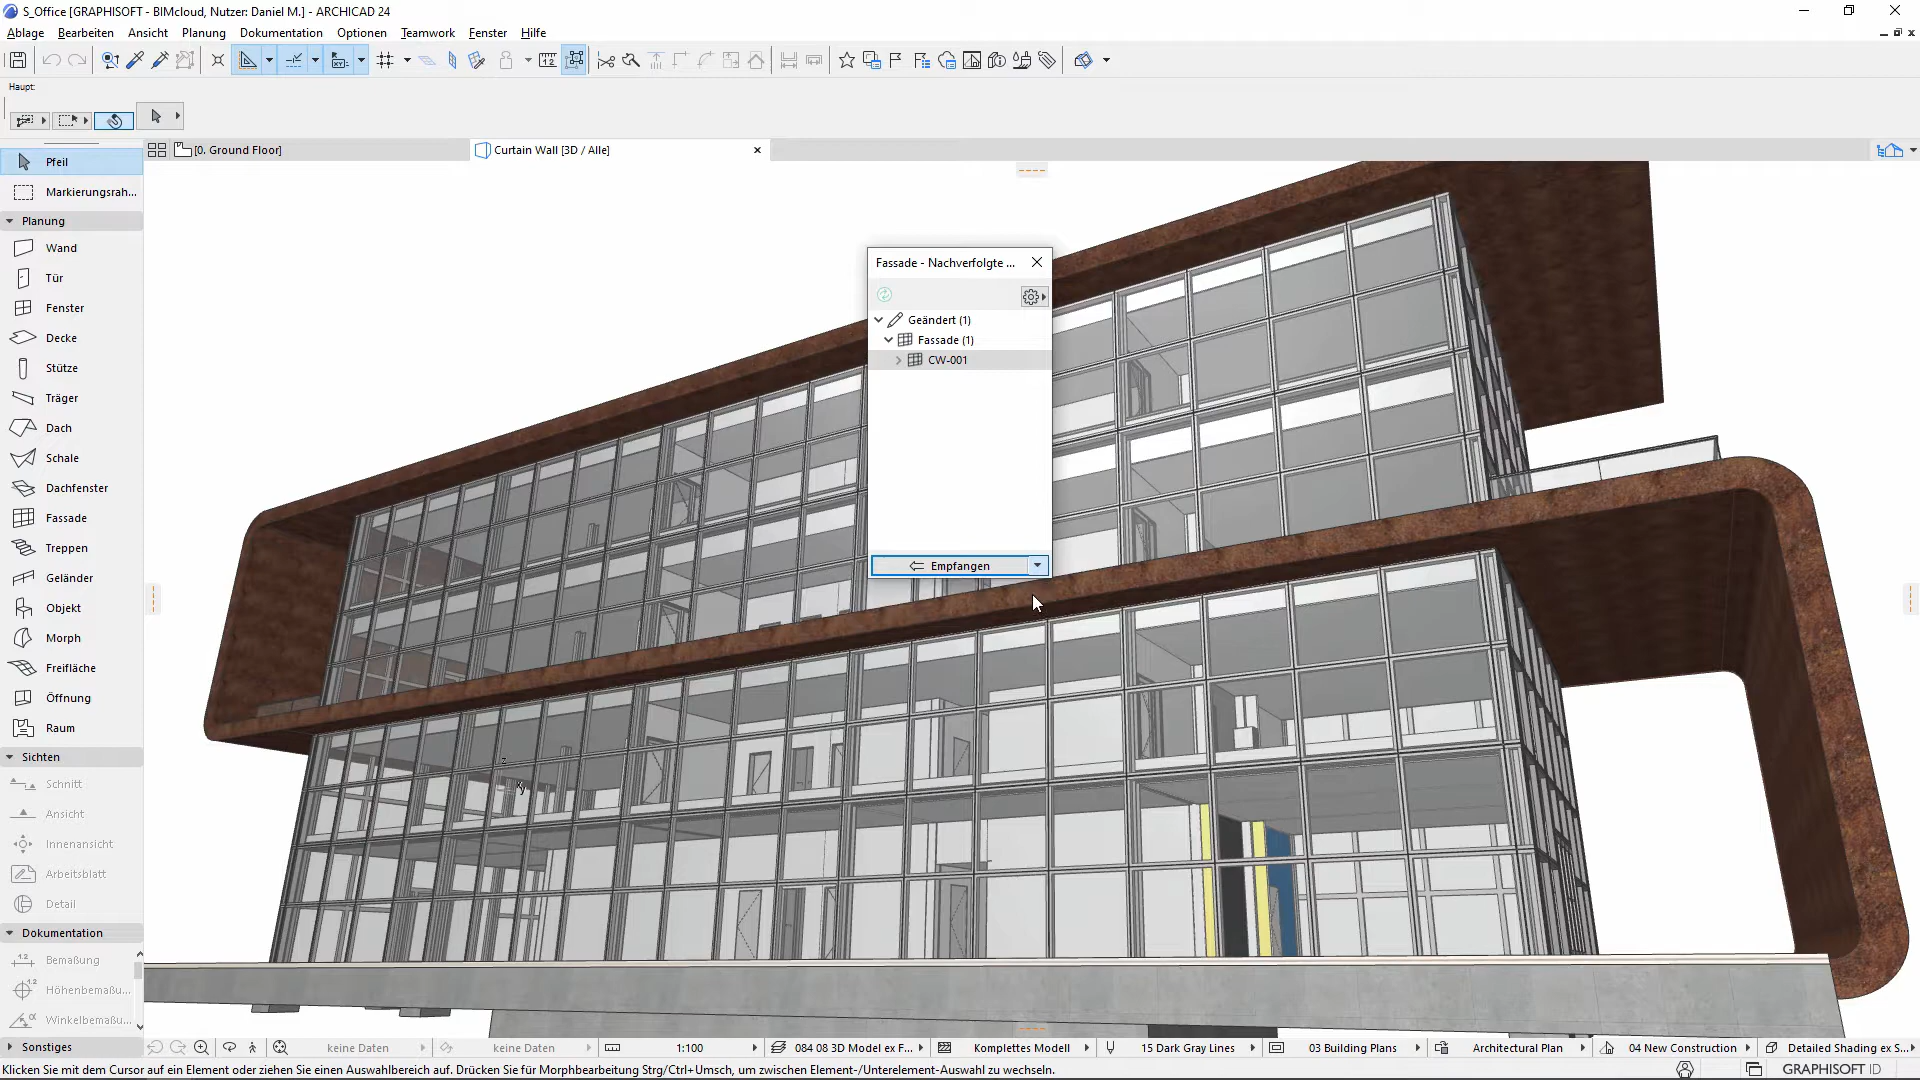 S_Office [GRAPHISOFT - BIMcloud, Nutzer: Daniel M.] - ARCHICAD 24
Ablage Bearbeiten Ansicht Planung Dokumentation Optionen Teamwork Fenster Hilfe
Haupt:
[0. Ground Floor]
Curtain Wall [3D / Alle]
Pfeil
Markierungsrah...
Planung
Wand
Tür
Fenster
Decke
Stütze
Träger
Dach
Schale
Dachfenster
Fassade
Treppen
Geländer
Objekt
Morph
Freifläche
Öffnung
Raum
Sichten
Schnitt
Ansicht
Innenansicht
Arbeitsblatt
Detail
Dokumentation
Bemaßung
Höhenbemaßu...
Winkelbemaßu...
Sonstiges
Fassade - Nachverfolgte ...
Geändert (1)
Fassade (1)
CW-001
Empfangen
keine Daten
keine Daten
1:100
084 08 3D Model ex F...
Komplettes Modell
15 Dark Gray Lines
03 Building Plans
Architectural Plan
04 New Construction
Detailed Shading ex S...
Klicken Sie mit dem Cursor auf ein Element oder ziehen Sie einen Auswahlbereich auf. Drücken Sie für Morphbearbeitung Strg/Ctrl+Umsch, um zwischen Element-/Unterelement-Auswahl zu wechseln.
GRAPHISOFT ID